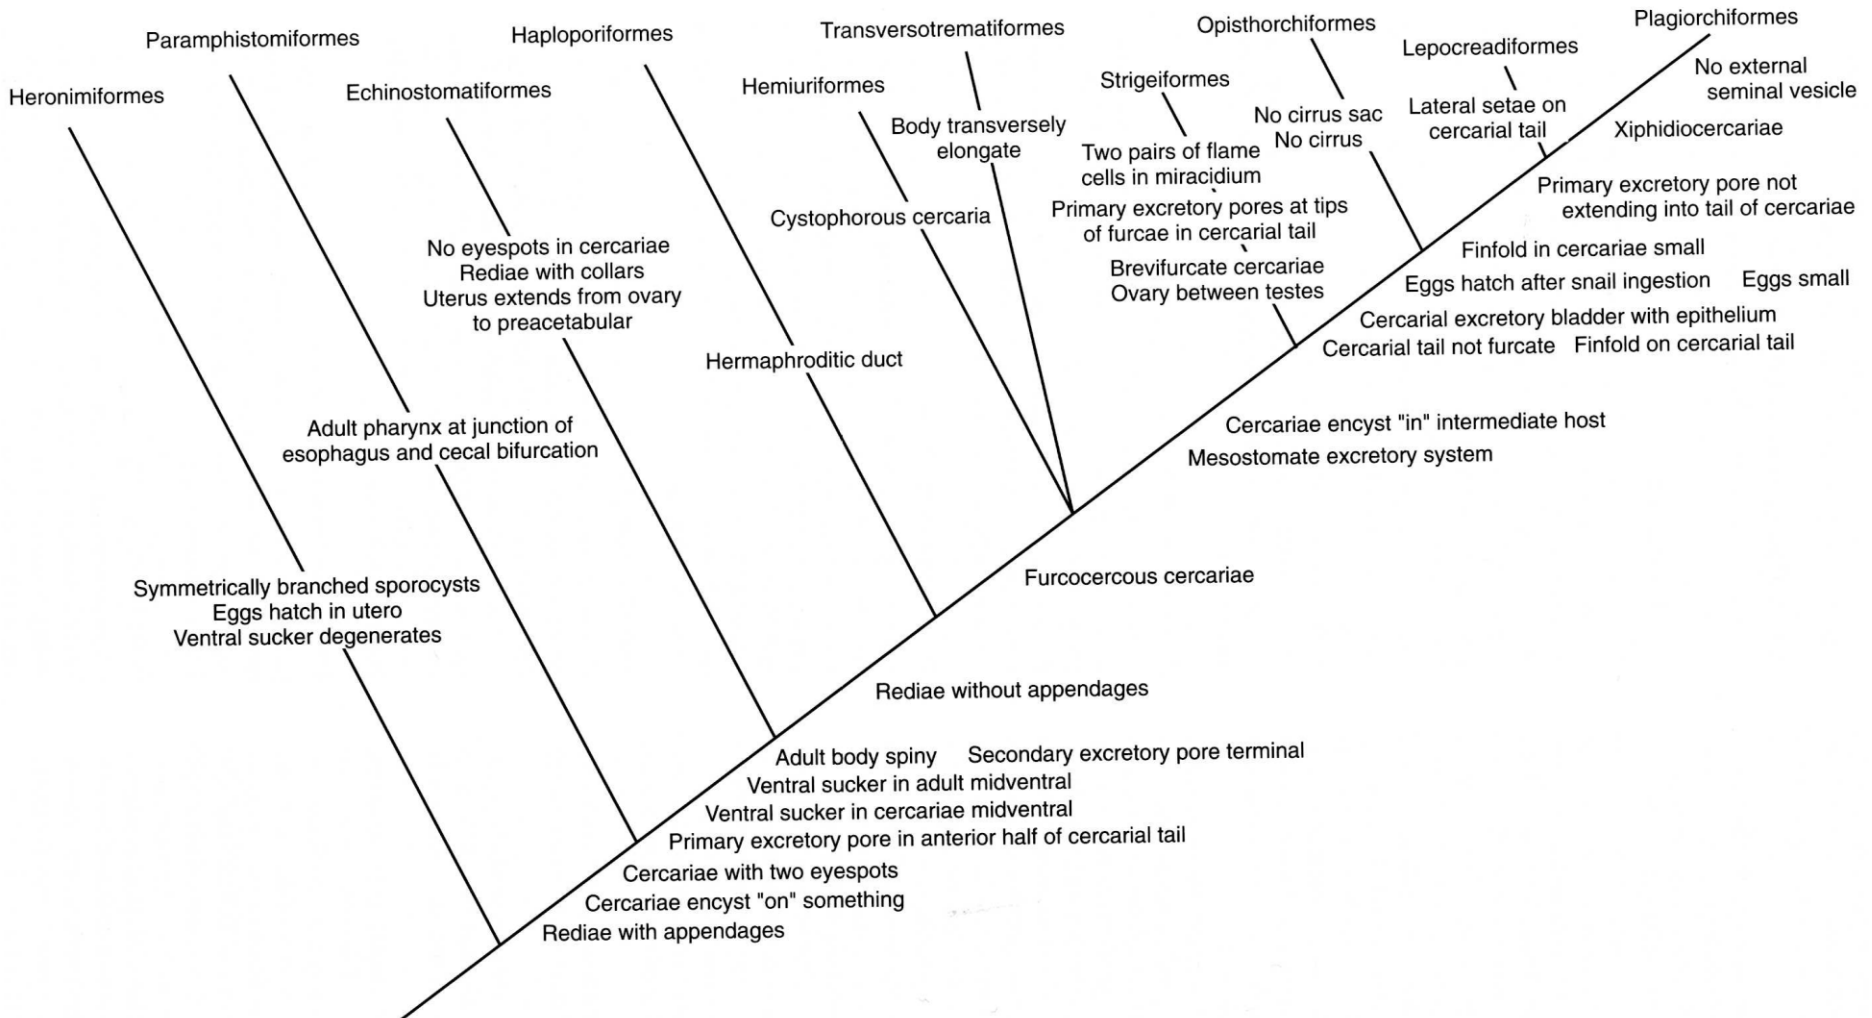 Heronimiformes
Paramphistomiformes
Echinostomatiformes
Haploporiformes
Hemiuriformes
Transversotrematiformes
Strigeiformes
Opisthorchiformes
Lepocreadiformes
Plagiorchiformes
No external
seminal vesicle
Xiphidiocercariae
Lateral setae on
cercarial tail
No cirrus sac
No cirrus
Body transversely
elongate
Two pairs of flame
cells in miracidium
Primary excretory pores at tips
of furcae in cercarial tail
Brevifurcate cercariae
Ovary between testes
Cystophorous cercaria
No eyespots in cercariae
Rediae with collars
Uterus extends from ovary
to preacetabular
Hermaphroditic duct
Adult pharynx at junction of
esophagus and cecal bifurcation
Symmetrically branched sporocysts
Eggs hatch in utero
Ventral sucker degenerates
Primary excretory pore not
extending into tail of cercariae
Finfold in cercariae small
Eggs hatch after snail ingestion Eggs small
Cercarial excretory bladder with epithelium
Cercarial tail not furcate Finfold on cercarial tail
Cercariae encyst "in" intermediate host
Mesostomate excretory system
Furcocercous cercariae
Rediae without appendages
Adult body spiny Secondary excretory pore terminal
Ventral sucker in adult midventral
Ventral sucker in cercariae midventral
Primary excretory pore in anterior half of cercarial tail
Cercariae with two eyespots
Cercariae encyst "on" something
Rediae with appendages